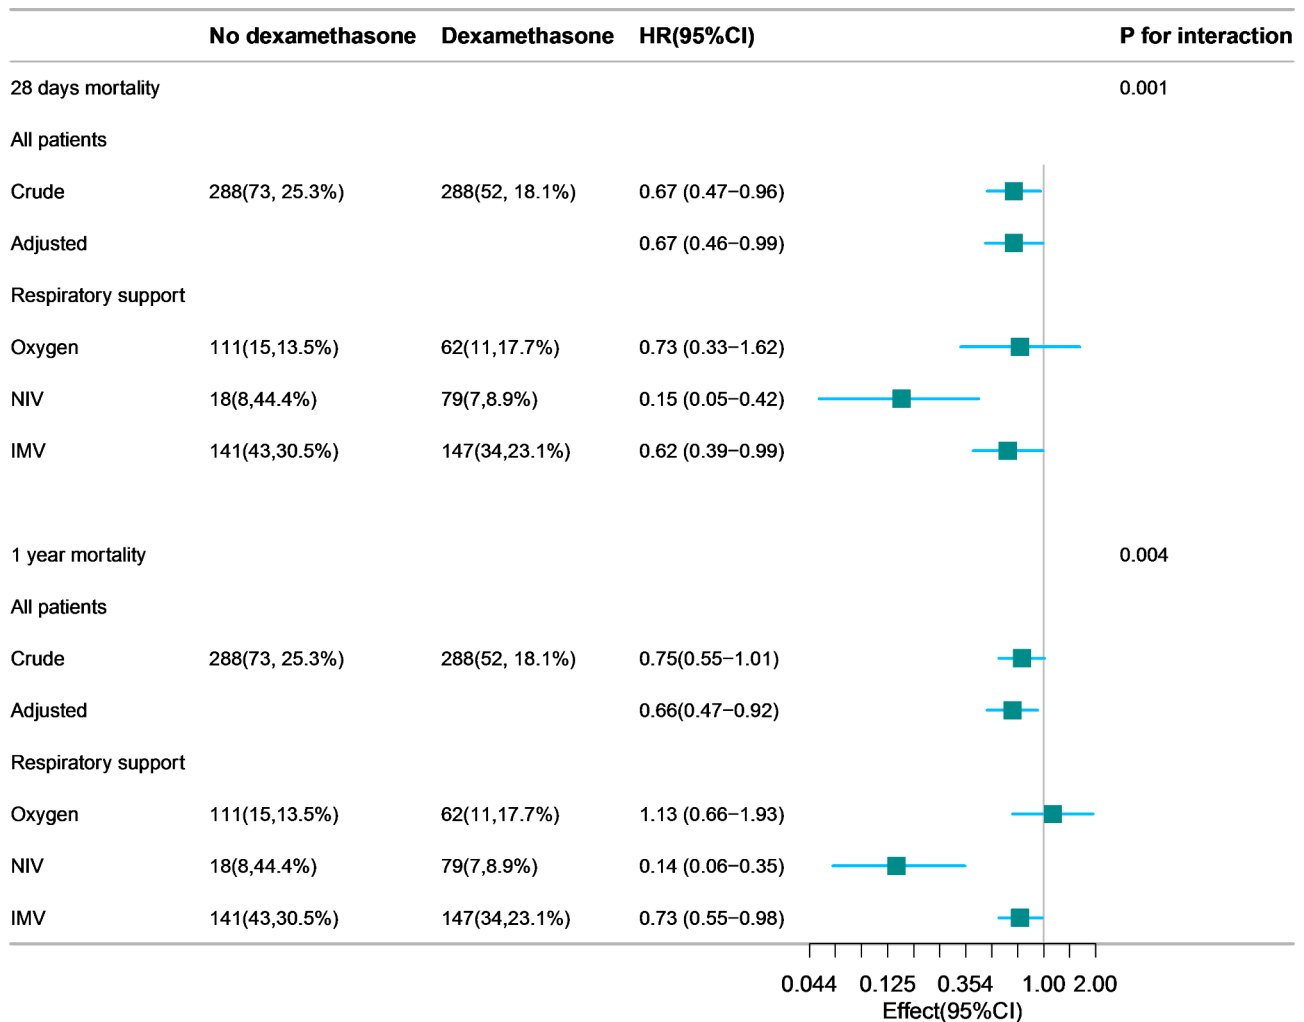 No dexamethasone Dexamethasone HR(95%CI) P for interaction
28 days mortality 0.001
All patients
Crude 288(73, 25.3%) 288(52, 18.1%) 0.67 (0.47−0.96)
Adjusted 0.67 (0.46−0.99)
Respiratory support
Oxygen 111(15,13.5%) 62(11,17.7%) 0.73 (0.33−1.62)
NIV 18(8,44.4%) 79(7,8.9%) 0.15 (0.05−0.42)
IMV 141(43,30.5%) 147(34,23.1%) 0.62 (0.39−0.99)
1 year mortality 0.004
All patients
Crude 288(73, 25.3%) 288(52, 18.1%) 0.75(0.55−1.01)
Adjusted 0.66(0.47−0.92)
Respiratory support
Oxygen 111(15,13.5%) 62(11,17.7%) 1.13 (0.66−1.93)
NIV 18(8,44.4%) 79(7,8.9%) 0.14 (0.06−0.35)
IMV 141(43,30.5%) 147(34,23.1%) 0.73 (0.55−0.98)
0.044 0.125 0.354 1.00 2.00
Effect(95%CI)